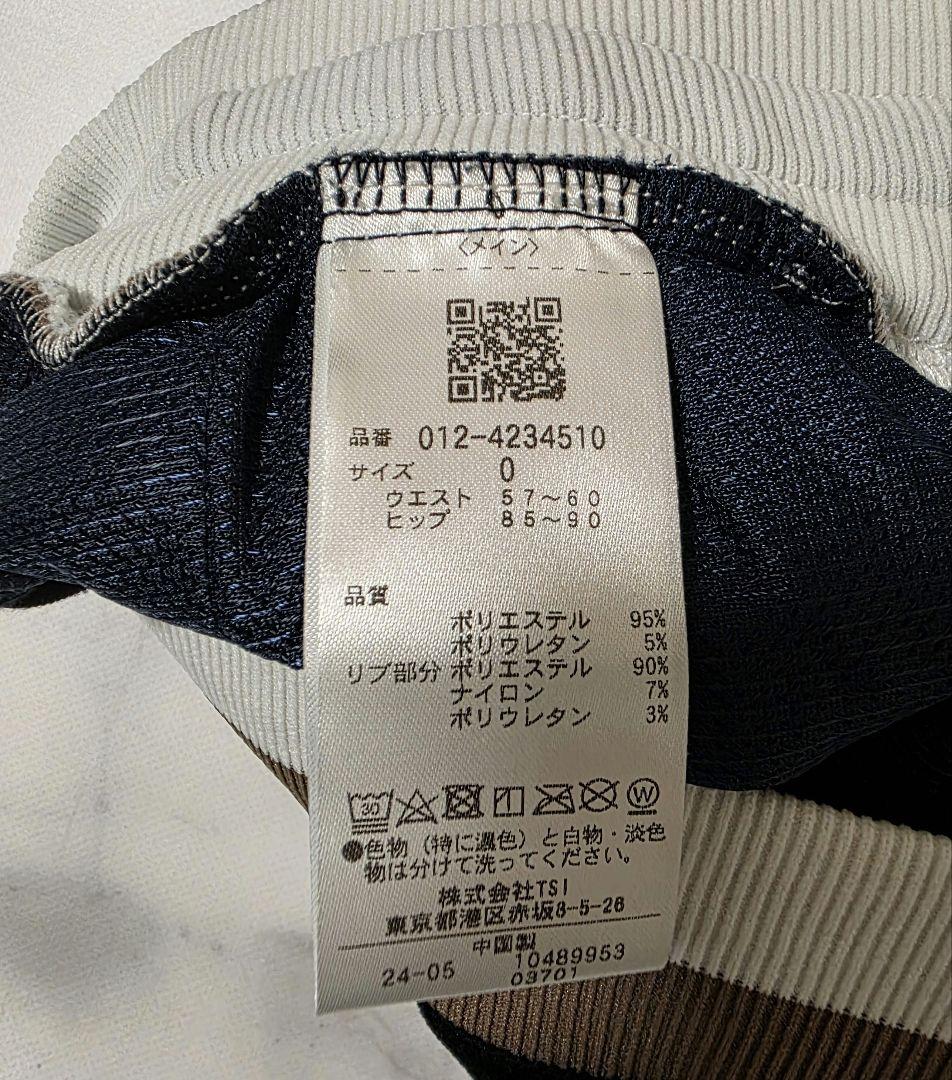 〈メイン〉
品番 012-4234510
サイズ 0
ウエスト 57〜60
ヒップ 85〜90
品質
ポリエステル 95%
ポリウレタン 5%
リブ部分 ポリエステル 90%
ナイロン 7%
ポリウレタン 3%
30 W
●色物（特に濃色）と白物・淡色
物は分けて洗ってください。
株式会社TSI
東京都港区赤坂8-5-28
中国製
24-05 10489953
03701